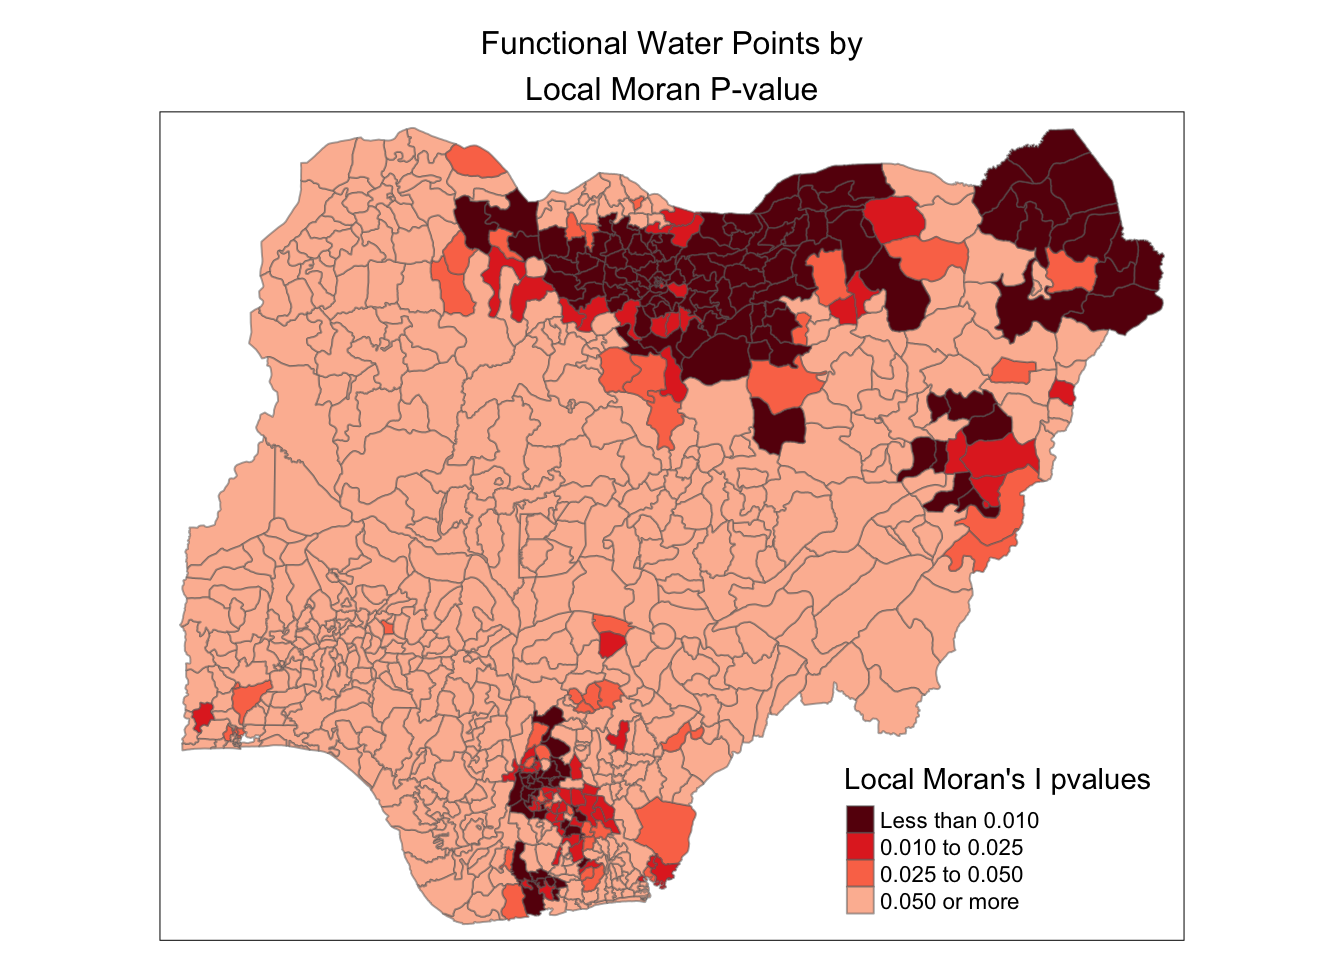 Functional Water Points by
Local Moran P-value
Local Moran's I pvalues
Less than 0.010
0.010 to 0.025
0.025 to 0.050
0.050 or more